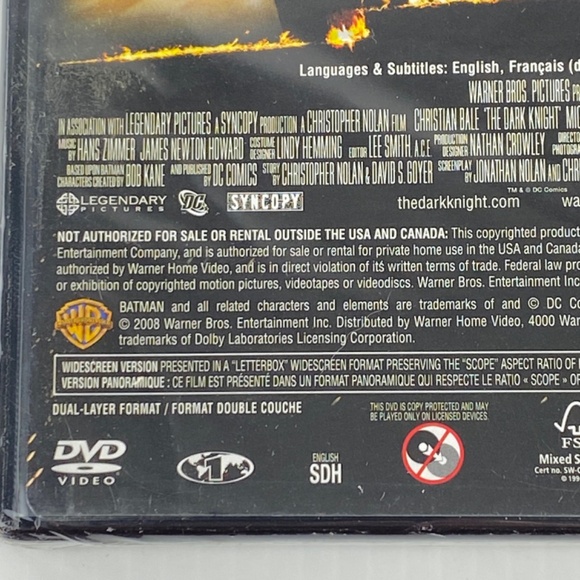 Languages & Subtitles: English, Français (d
WARNER BROS. PICTURES
IN ASSOCIATION WITH LEGENDARY PICTURES A SYNCOPY PRODUCTION A CHRISTOPHER NOLAN FILM CHRISTIAN BALE "THE DARK KNIGHT"
MUSIC BY HANS ZIMMER JAMES NEWTON HOWARD COSTUME DESIGNER LINDY HEMMING EDITOR LEE SMITH, A.C.E. PRODUCTION DESIGNER NATHAN CROWLEY
BASED UPON BATMAN CHARACTERS CREATED BY BOB KANE AND PUBLISHED BY DC COMICS STORY BY CHRISTOPHER NOLAN & DAVID S. GOYER SCREENPLAY BY JONATHAN NOLAN AND
TM & © DC Comics
LEGENDARY PICTURES DC SYNCOPY thedarkknight.com
NOT AUTHORIZED FOR SALE OR RENTAL OUTSIDE THE USA AND CANADA: This copyrighted product
Entertainment Company, and is authorized for sale or rental for private home use in the USA and Canada
authorized by Warner Home Video, and is in direct violation of its written terms of trade. Federal law
or exhibition of copyrighted motion pictures, videotapes or videodiscs. Warner Bros. Entertainment Inc
BATMAN and all related characters and elements are trademarks of and © DC
© 2008 Warner Bros. Entertainment Inc. Distributed by Warner Home Video, 4000
trademarks of Dolby Laboratories Licensing Corporation.
WB
WIDESCREEN VERSION PRESENTED IN A "LETTERBOX" WIDESCREEN FORMAT PRESERVING THE "SCOPE" ASPECT RATIO OF
VERSION PANORAMIQUE : CE FILM EST PRÉSENTÉ DANS UN FORMAT PANORAMIQUE QUI RESPECTE LE RATIO « SCOPE »
DUAL-LAYER FORMAT / FORMAT DOUBLE COUCHE
THIS DVD IS COPY PROTECTED AND MAY
BE PLAYED ONLY ON LICENSED DEVICES.
DVD
VIDEO
1
ENGLISH
SDH
FS
Mixed S
Cert no. SW-C
© 199